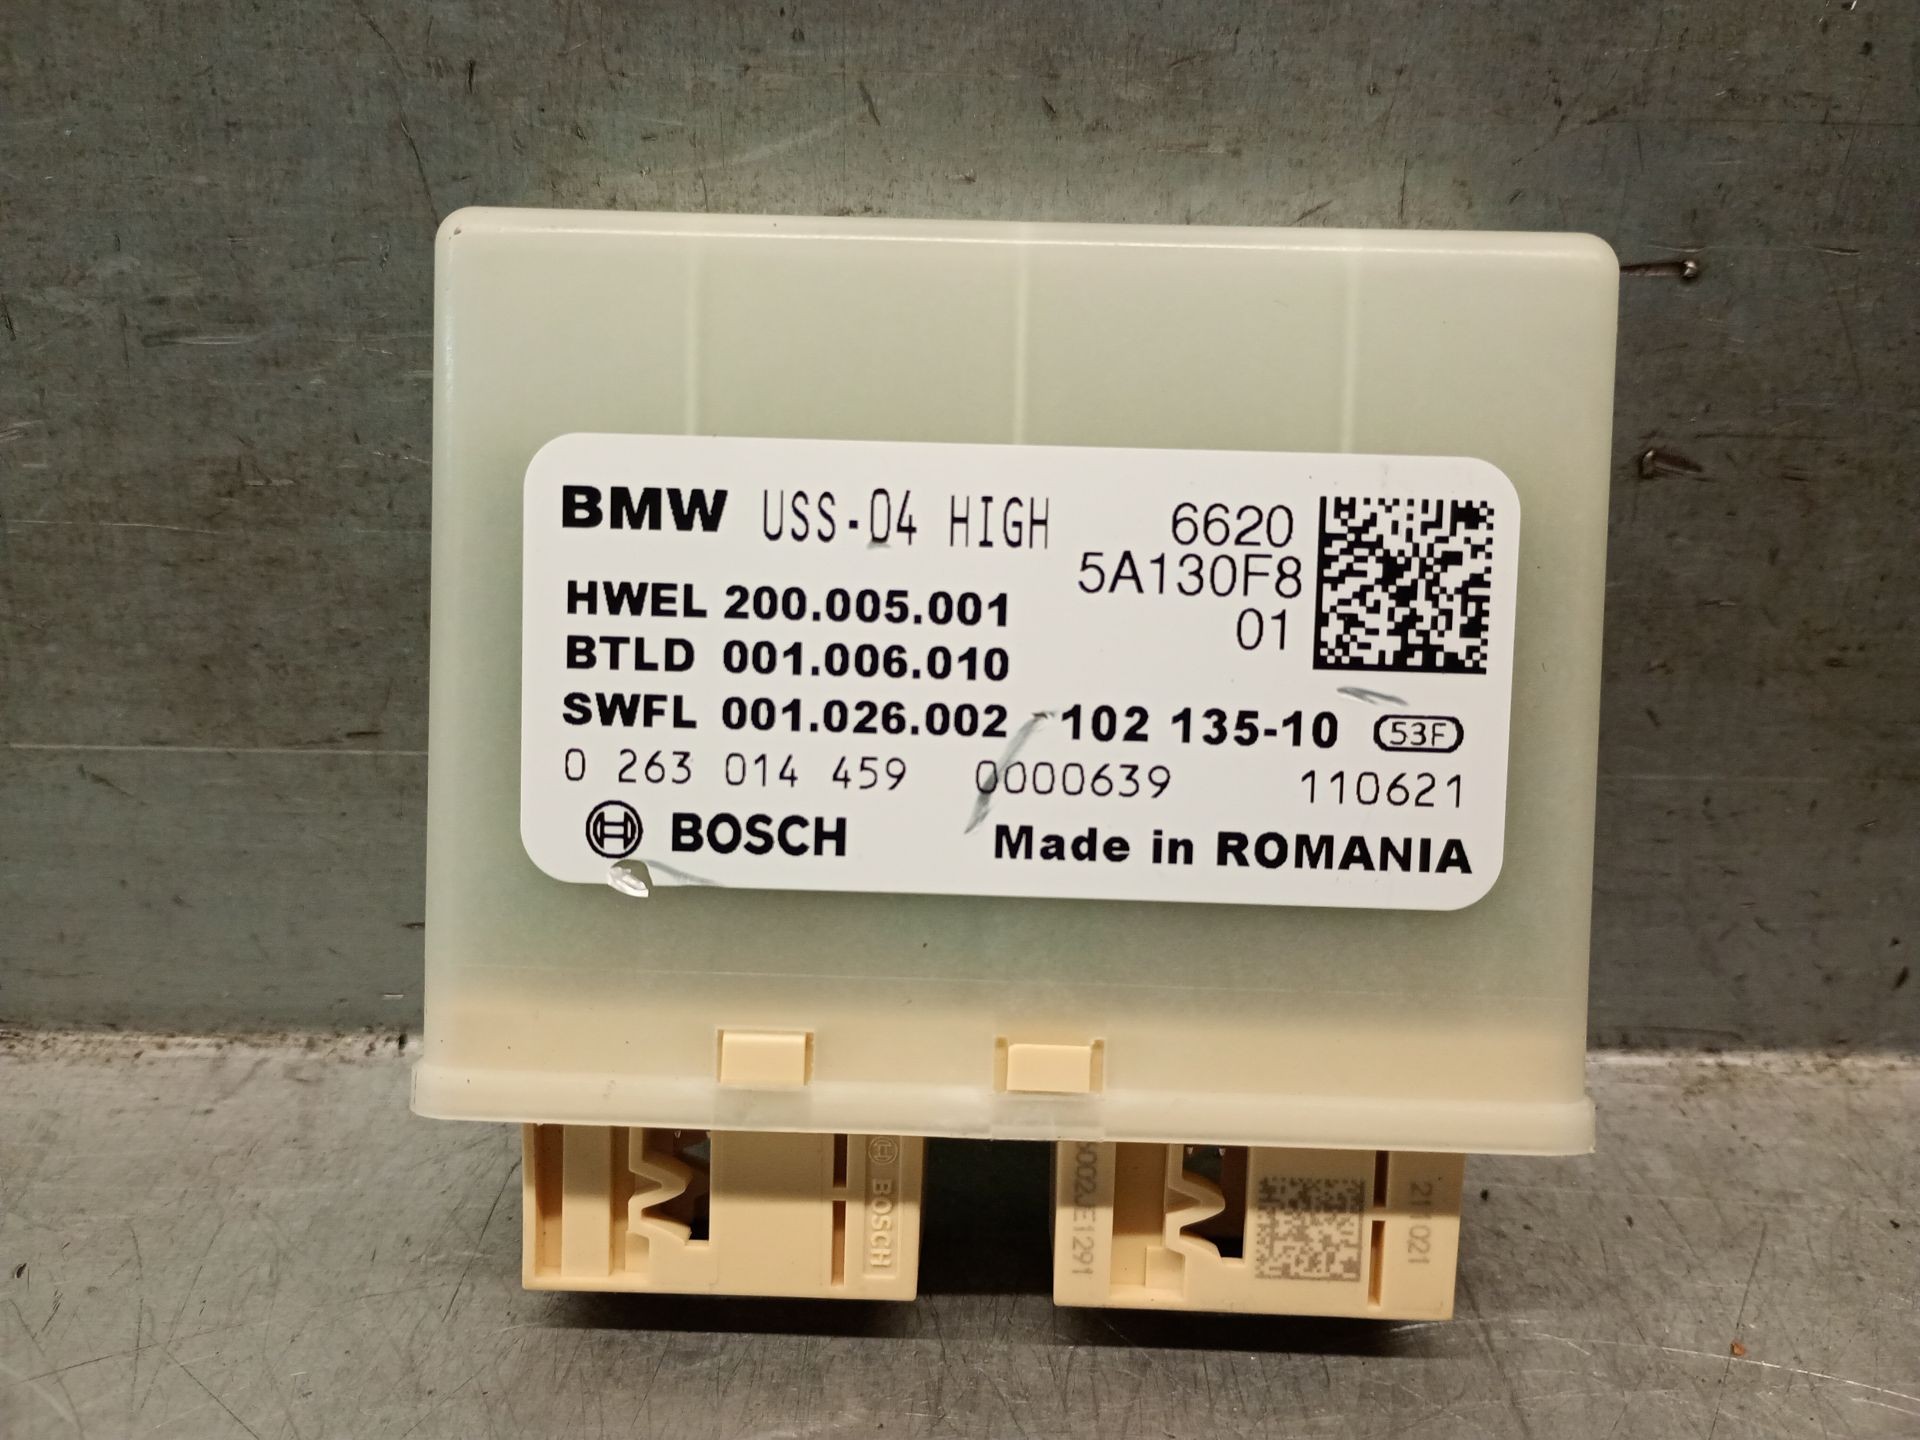 BMW USS-04 HIGH
6620
5A130F8
01
HWEL 200.005.001
BTLD 001.006.010
SWFL 001.026.002 -102 135-10 53F
0 263 014 459 0000639 110621
BOSCH Made in ROMANIA
BOSCH